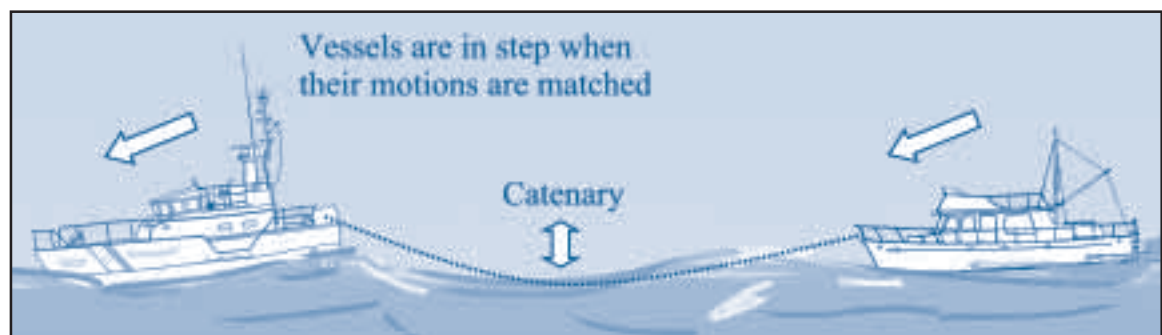 Vessels are in step when
their motions are matched
Catenary